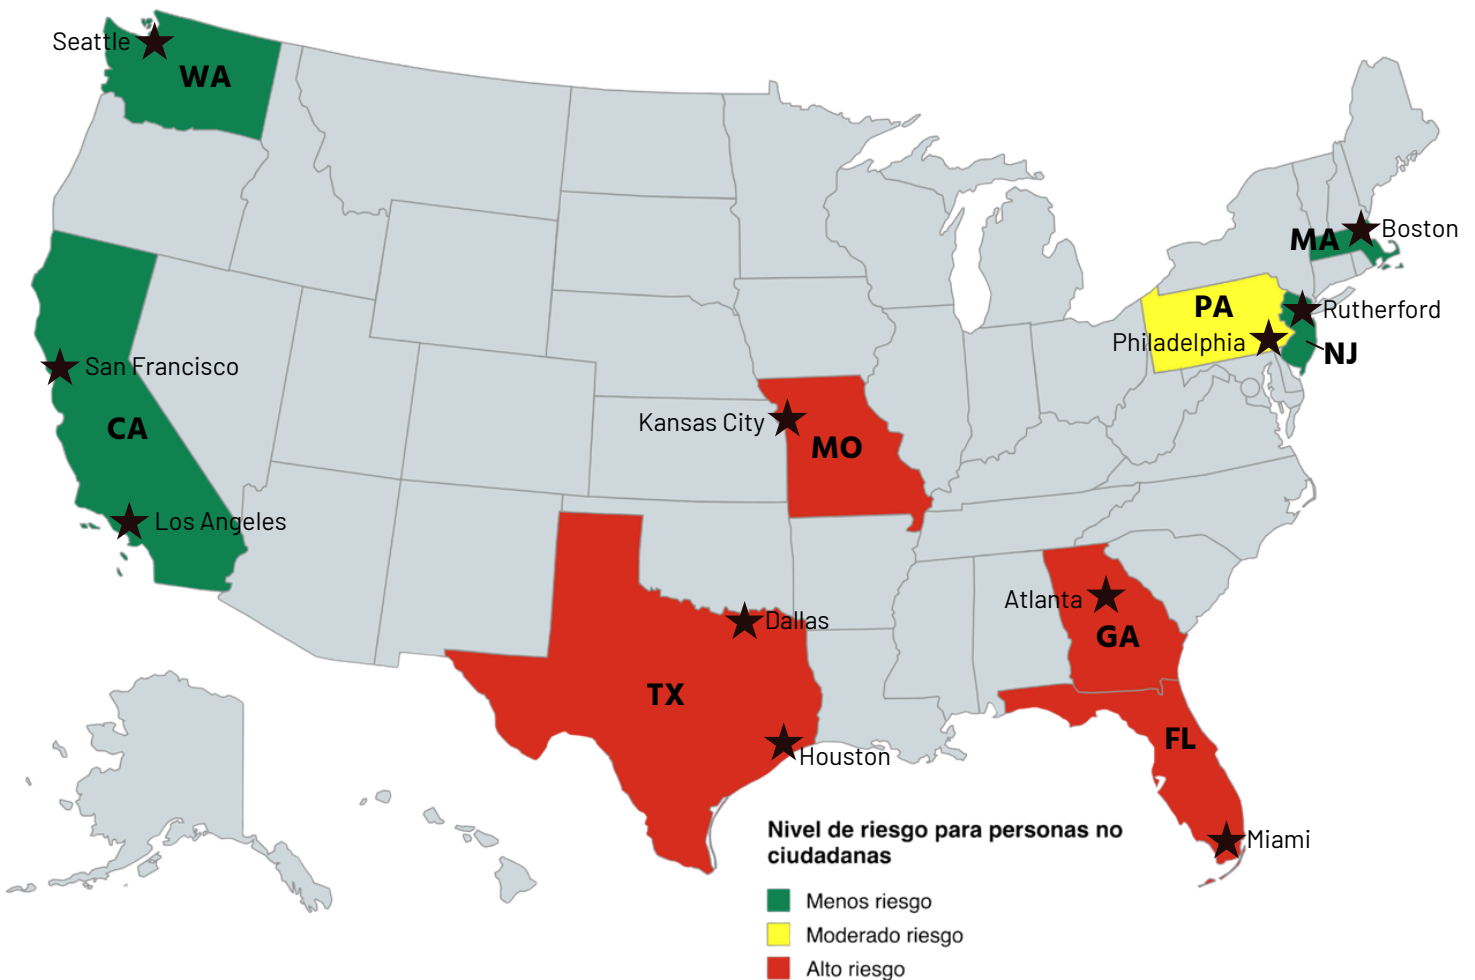 Seattle
WA
MA
Boston
PA
Rutherford
Philadelphia
NJ
San Francisco
CA
Kansas City
MO
Los Angeles
Atlanta
Dallas
GA
TX
FL
Houston
Miami
Nivel de riesgo para personas no
ciudadanas
Menos riesgo
Moderado riesgo
Alto riesgo